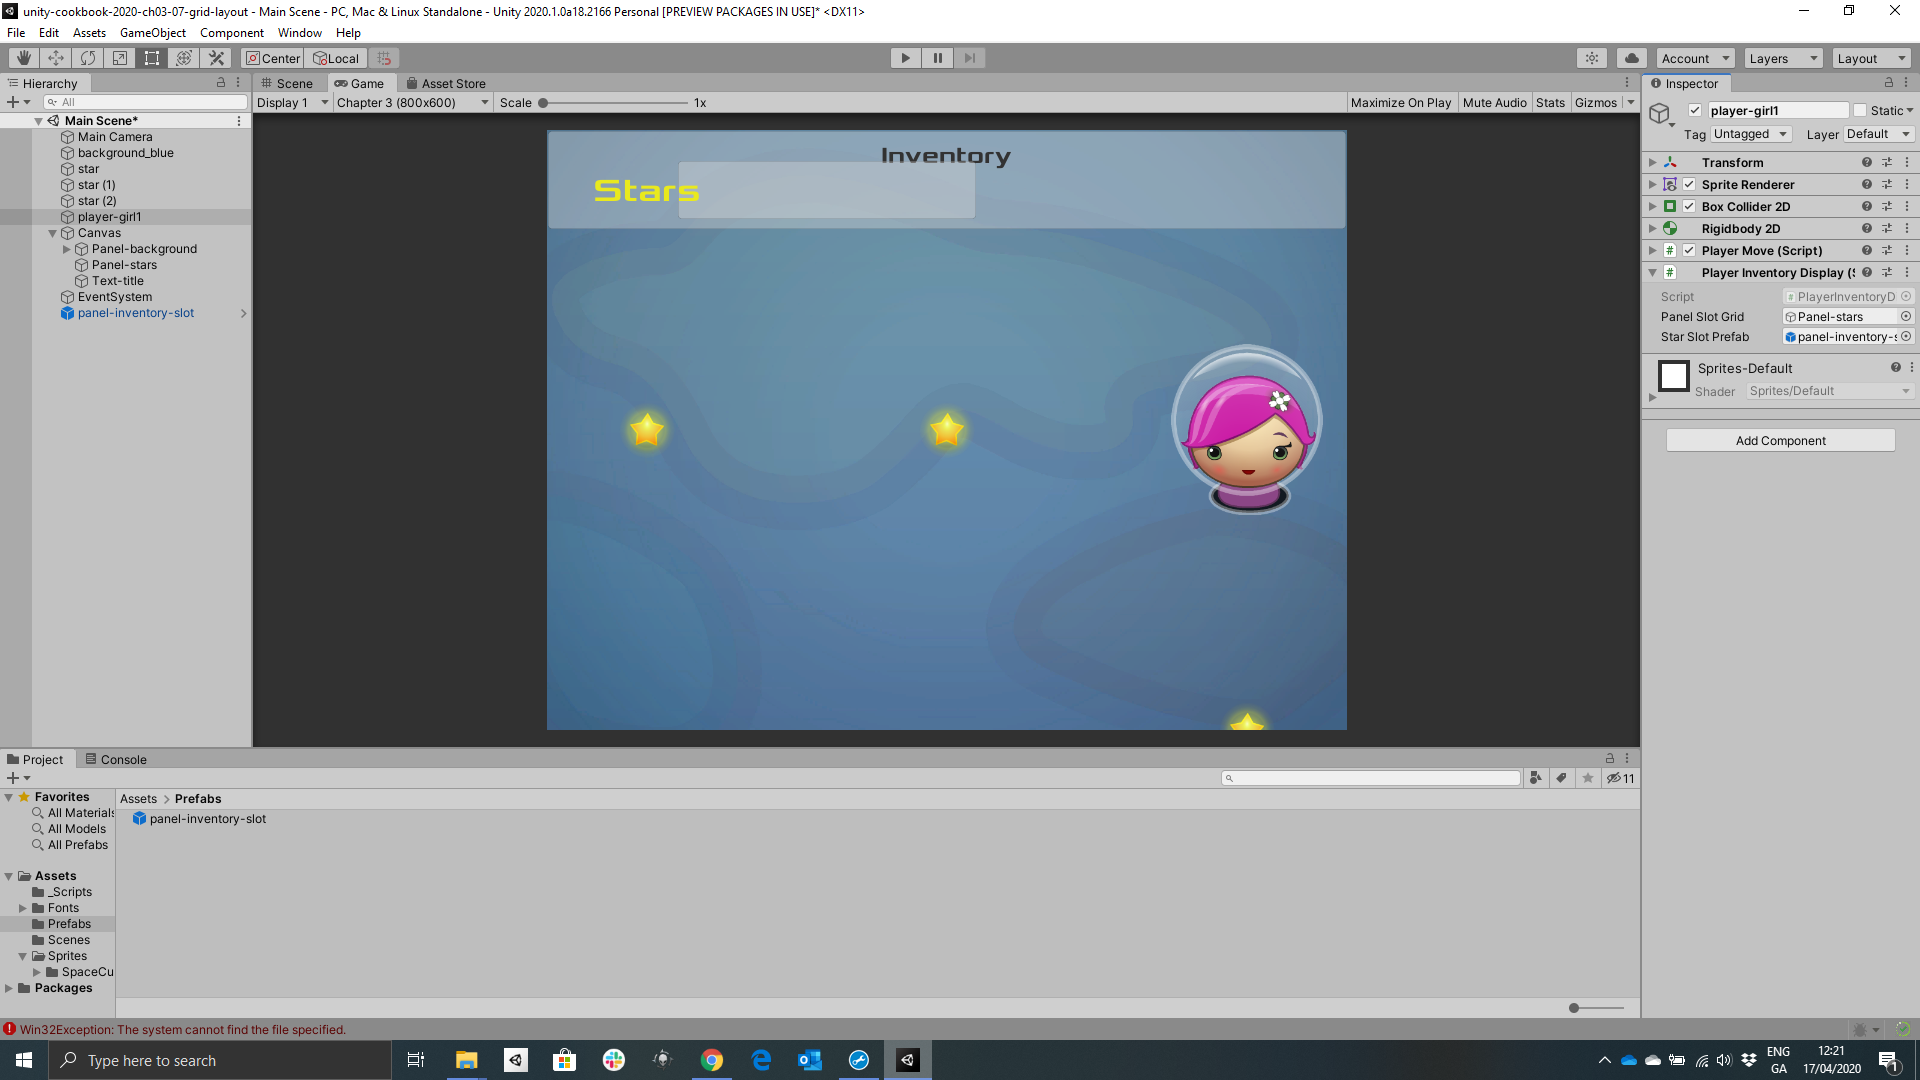 unity-cookbook-2020-ch03-07-grid-layout - Main Scene - PC, Mac & Linux Standalone - Unity 2020.1.0a18.2166 Personal [PREVIEW PACKAGES IN USE]* <DX11>
File Edit Assets GameObject Component Window Help
Center Local Account Layers Layout
Hierarchy
All
Main Scene*
Main Camera
background_blue
star
star (1)
star (2)
player-girl1
Canvas
Panel-background
Panel-stars
Text-title
EventSystem
panel-inventory-slot
Scene Game Asset Store
Display 1 Chapter 3 (800x600) Scale 1x Maximize On Play Mute Audio Stats Gizmos
Inventory
Stars
Inspector
player-girl1 Static
Tag Untagged Layer Default
Transform
Sprite Renderer
Box Collider 2D
Rigidbody 2D
Player Move (Script)
Player Inventory Display (S
Script PlayerInventoryD
Panel Slot Grid Panel-stars
Star Slot Prefab panel-inventory-s
Sprites-Default
Shader Sprites/Default
Add Component
Project Console
11
Favorites
All Materials
All Models
All Prefabs
Assets
_Scripts
Fonts
Prefabs
Scenes
Sprites
SpaceCu
Packages
Assets > Prefabs
panel-inventory-slot
Win32Exception: The system cannot find the file specified.
Type here to search
ENG
GA
12:21
17/04/2020
1